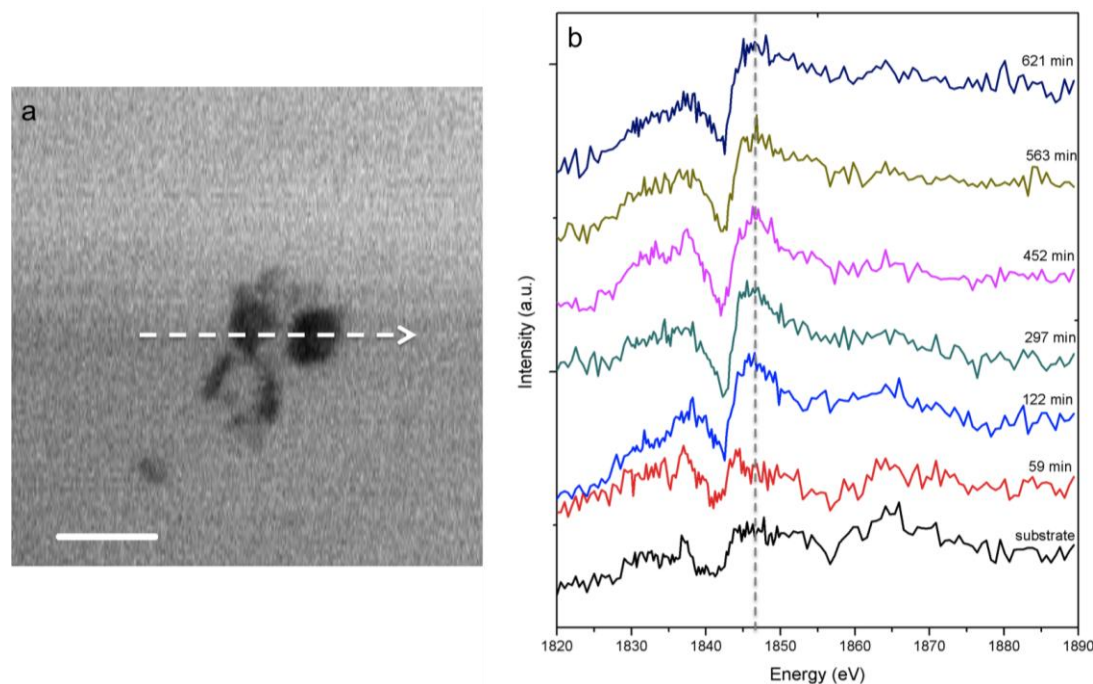 a
b
621 min
563 min
452 min
297 min
122 min
59 min
substrate
Intensity (a.u.)
1820 1830 1840 1850 1860 1870 1880 1890
Energy (eV)